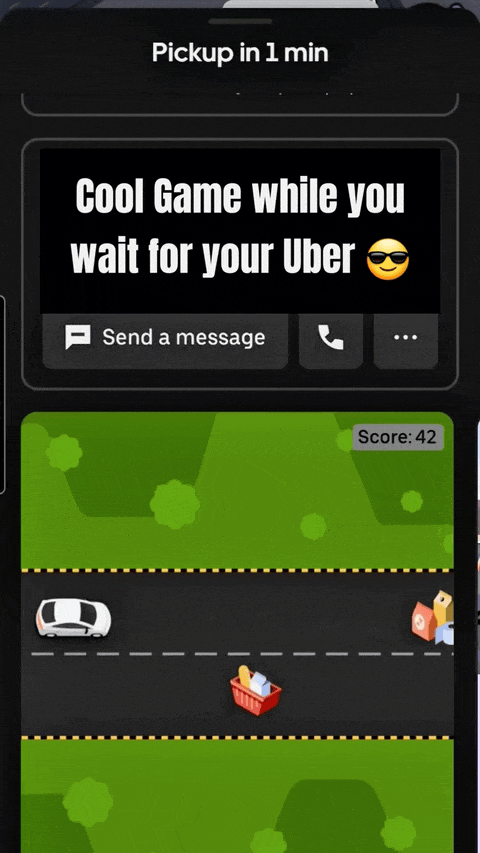 Pickup in 1 min
Cool Game while you
wait for your Uber 😎
Send a message
Score: 42